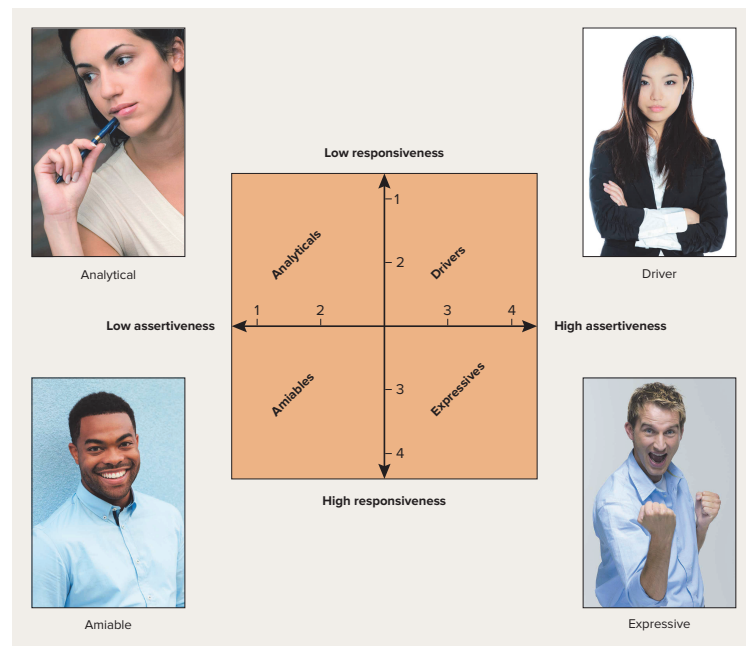 Low responsiveness
1
Analyticals
Drivers
2
Analytical
Driver
1
2
3
4
Low assertiveness
High assertiveness
Amiables
Expressives
3
4
High responsiveness
Amiable
Expressive